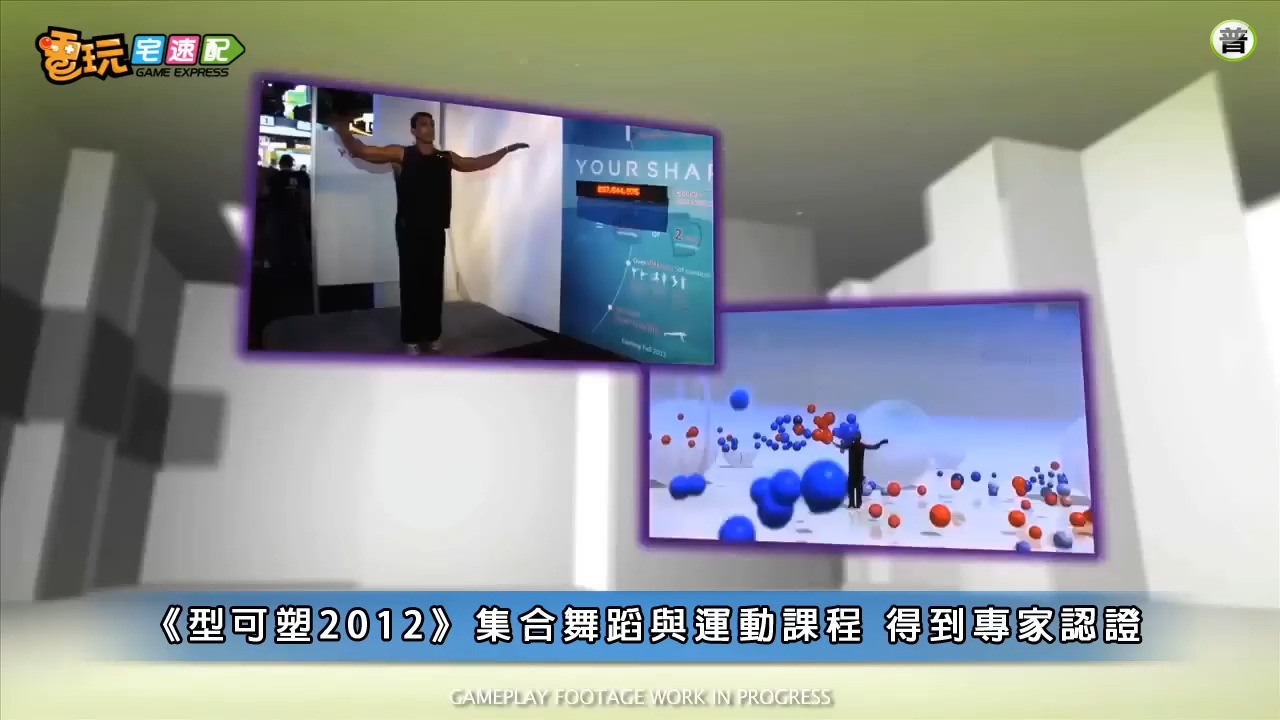 電玩宅速配
GAME EXPRESS
普
YOUR SHAP
《型可塑2012》集合舞蹈與運動課程 得到專家認證
GAMEPLAY FOOTAGE WORK IN PROGRESS